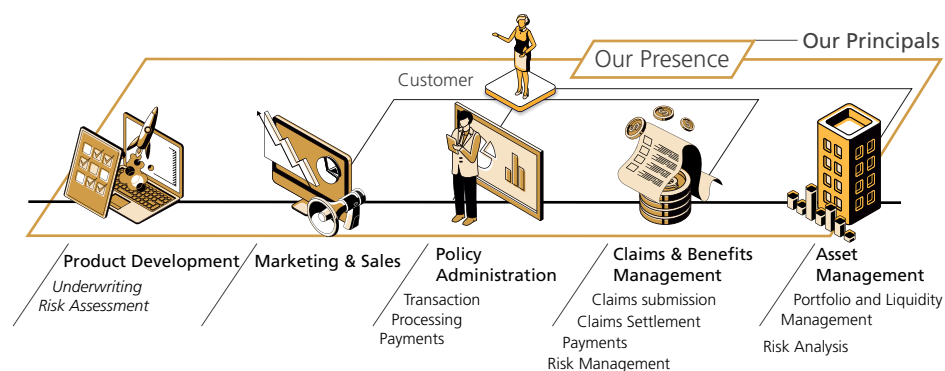 Our Principals
Our Presence
Customer
Product Development
Underwriting
Risk Assessment
Marketing & Sales
Policy
Administration
Transaction
Processing
Payments
Claims & Benefits
Management
Claims submission
Claims Settlement
Payments
Risk Management
Asset
Management
Portfolio and Liquidity
Management
Risk Analysis